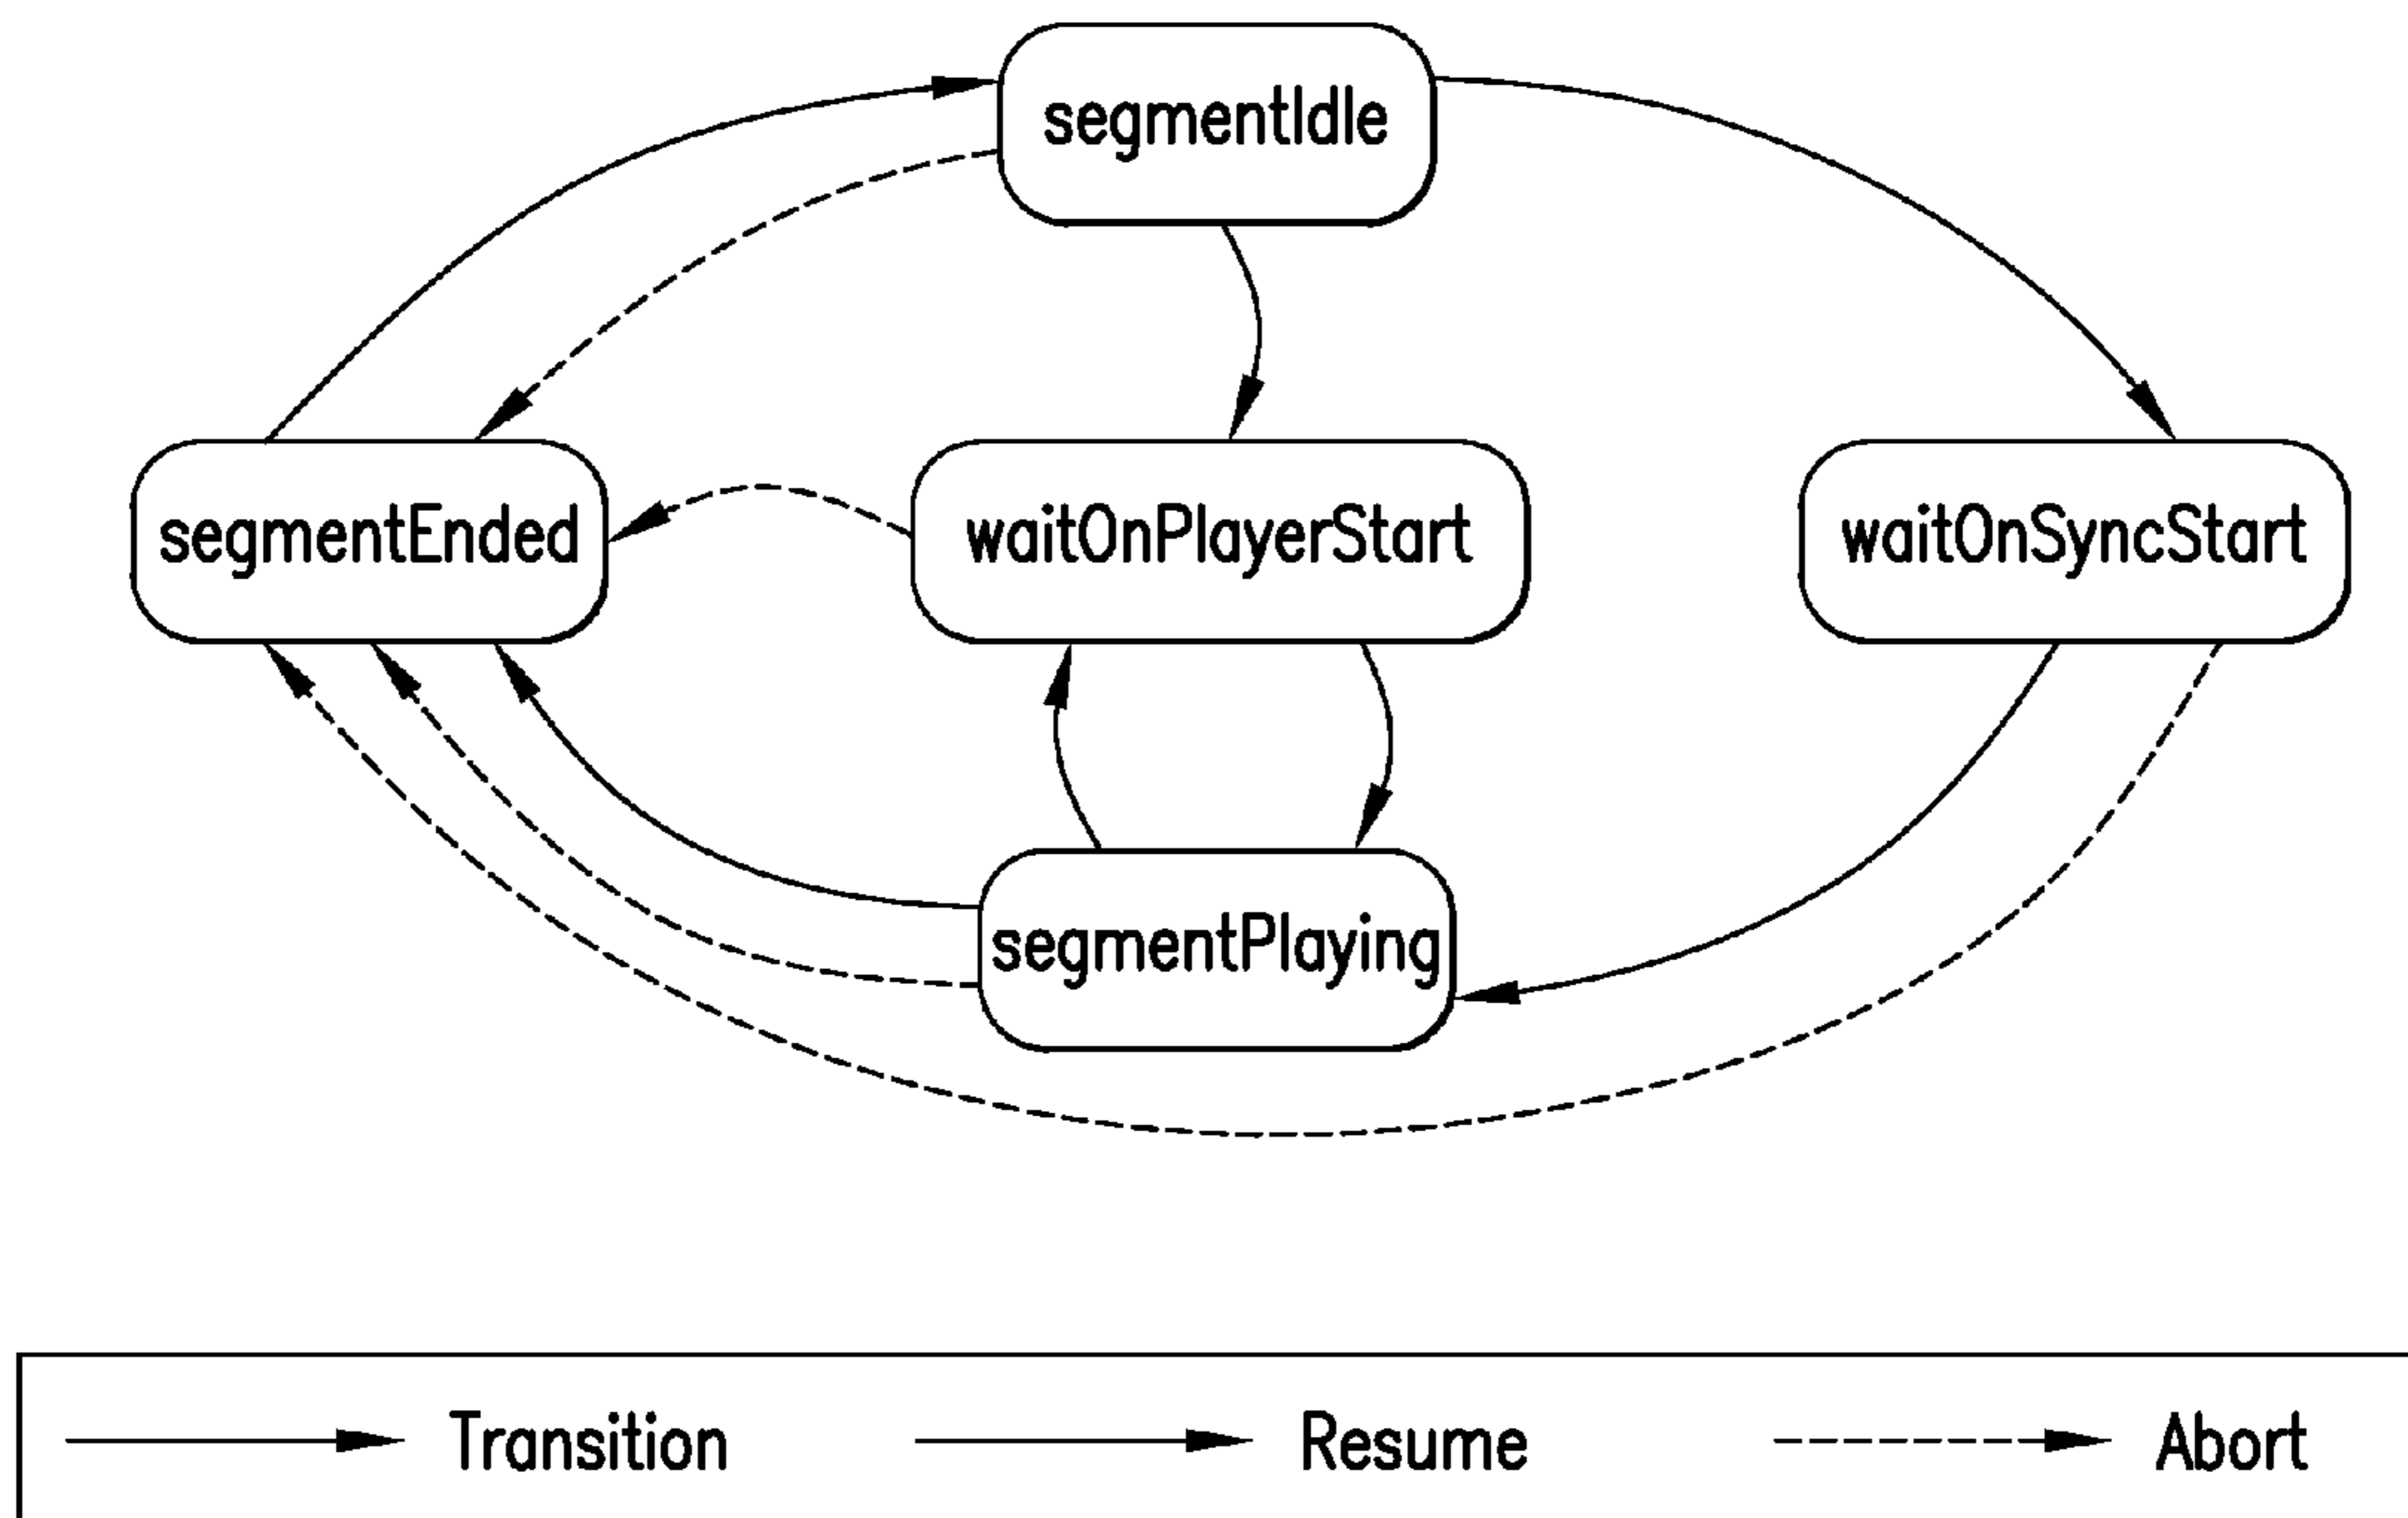 segmentIdle
segmentEnded
waitOnPlayerStart
waitOnSyncStart
segmentPlaying
Transition
Resume
Abort